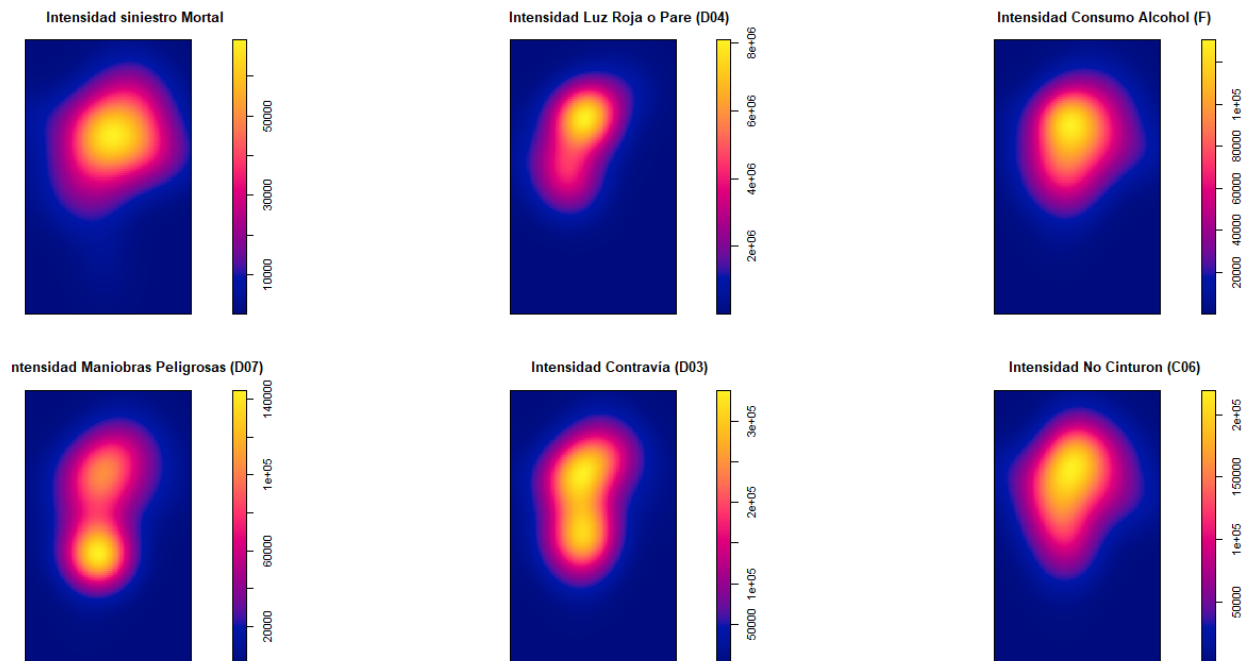 Intensidad siniestro Mortal
10000
30000
50000
Intensidad Luz Roja o Pare (D04)
2e+06
4e+06
6e+06
8e+06
Intensidad Consumo Alcohol (F)
20000
40000
60000
80000
1e+05
ntensidad Maniobras Peligrosas (D07)
20000
60000
1e+05
140000
Intensidad Contravía (D03)
50000
1e+05
2e+05
3e+05
Intensidad No Cinturon (C06)
50000
1e+05
150000
2e+05